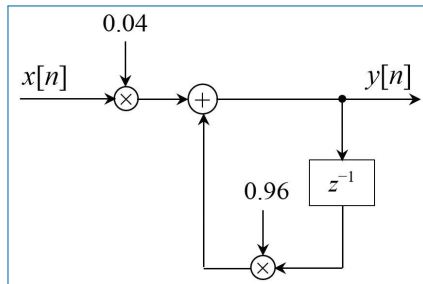 0.04
x[n]
y[n]
×
+
z⁻¹
0.96
×